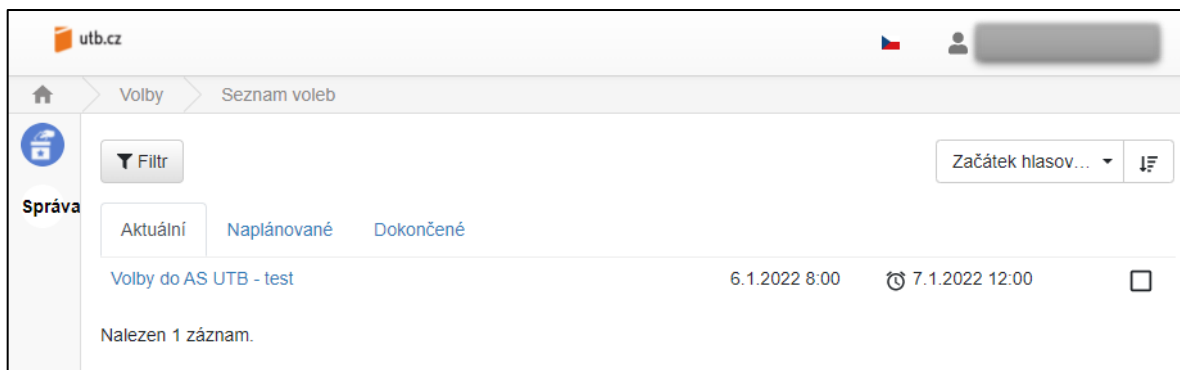 utb.cz
Volby Seznam voleb
Filtr Začátek hlasov...
Správa
Aktuální Naplánované Dokončené
Volby do AS UTB - test 6.1.2022 8:00 7.1.2022 12:00
Nalezen 1 záznam.